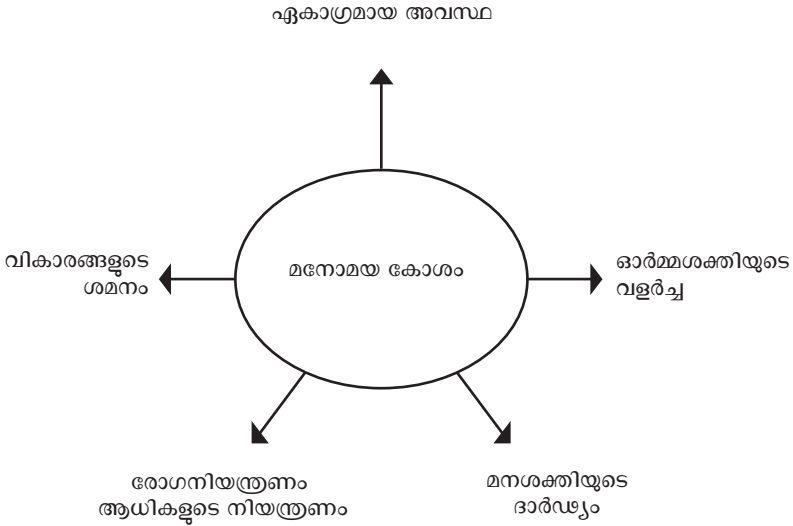 ഏകാഗ്രമായ അവസ്ഥ
വികാരങ്ങളുടെ
ശമനം
മനോമയ കോശം
ഓർമ്മശക്തിയുടെ
വളർച്ച
രോഗനിയന്ത്രണം
ആധികളുടെ നിയന്ത്രണം
മനശക്തിയുടെ
ദാർഢ്യം